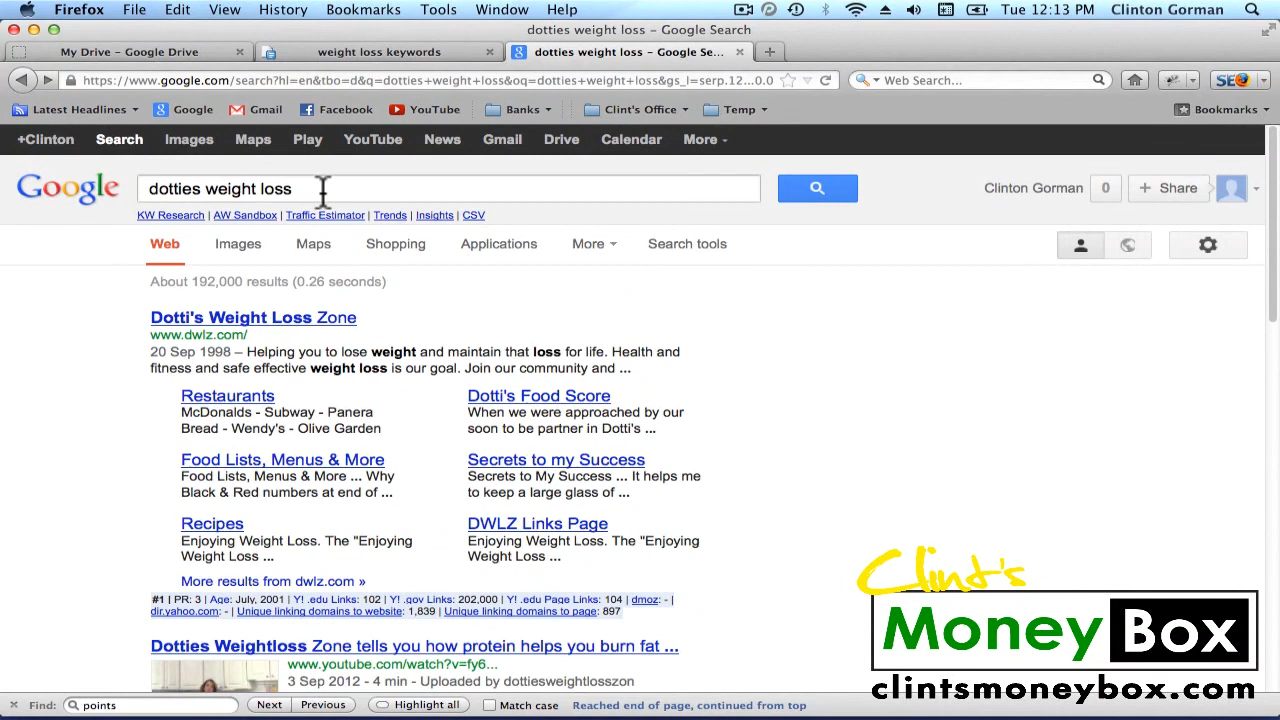 Firefox File Edit View History Bookmarks Tools Window Help Tue 12:13 PM Clinton Gorman
dotties weight loss – Google Search
My Drive – Google Drive weight loss keywords dotties weight loss – Google Se...
https://www.google.com/search?hl=en&tbo=d&q=dotties+weight+loss&oq=dotties+weight+loss&gs_l=serp.12...0.0 Web Search... SEO
Latest Headlines Google Gmail Facebook YouTube Banks Clint's Office Temp Bookmarks
+Clinton Search Images Maps Play YouTube News Gmail Drive Calendar More
Google dotties weight loss Clinton Gorman 0 + Share
KW Research | AW Sandbox | Traffic Estimator | Trends | Insights | CSV
Web Images Maps Shopping Applications More Search tools
About 192,000 results (0.26 seconds)
Dotti's Weight Loss Zone
www.dwlz.com/
20 Sep 1998 – Helping you to lose weight and maintain that loss for life. Health and
fitness and safe effective weight loss is our goal. Join our community and ...
Restaurants
McDonalds - Subway - Panera
Bread - Wendy's - Olive Garden
Dotti's Food Score
When we were approached by our
soon to be partner in Dotti's ...
Food Lists, Menus & More
Food Lists, Menus & More ... Why
Black & Red numbers at end of ...
Secrets to my Success
Secrets to My Success ... It helps me
to keep a large glass of ...
Recipes
Enjoying Weight Loss. The "Enjoying
Weight Loss ...
DWLZ Links Page
Enjoying Weight Loss. The "Enjoying
Weight Loss ...
More results from dwlz.com »
#1 | PR: 3 | Age: July, 2001 | Y! .edu Links: 102 | Y! .gov Links: 202,000 | Y! .edu Page Links: 104 | dmoz: - |
dir.yahoo.com: - | Unique linking domains to website: 1,839 | Unique linking domains to page: 897
Dotties Weightloss Zone tells you how protein helps you burn fat ...
www.youtube.com/watch?v=fy6...
3 Sep 2012 - 4 min - Uploaded by dottiesweightlosszon
Clint's
Money Box
clintsmoneybox.com
Find: points Next Previous Highlight all Match case Reached end of page, continued from top